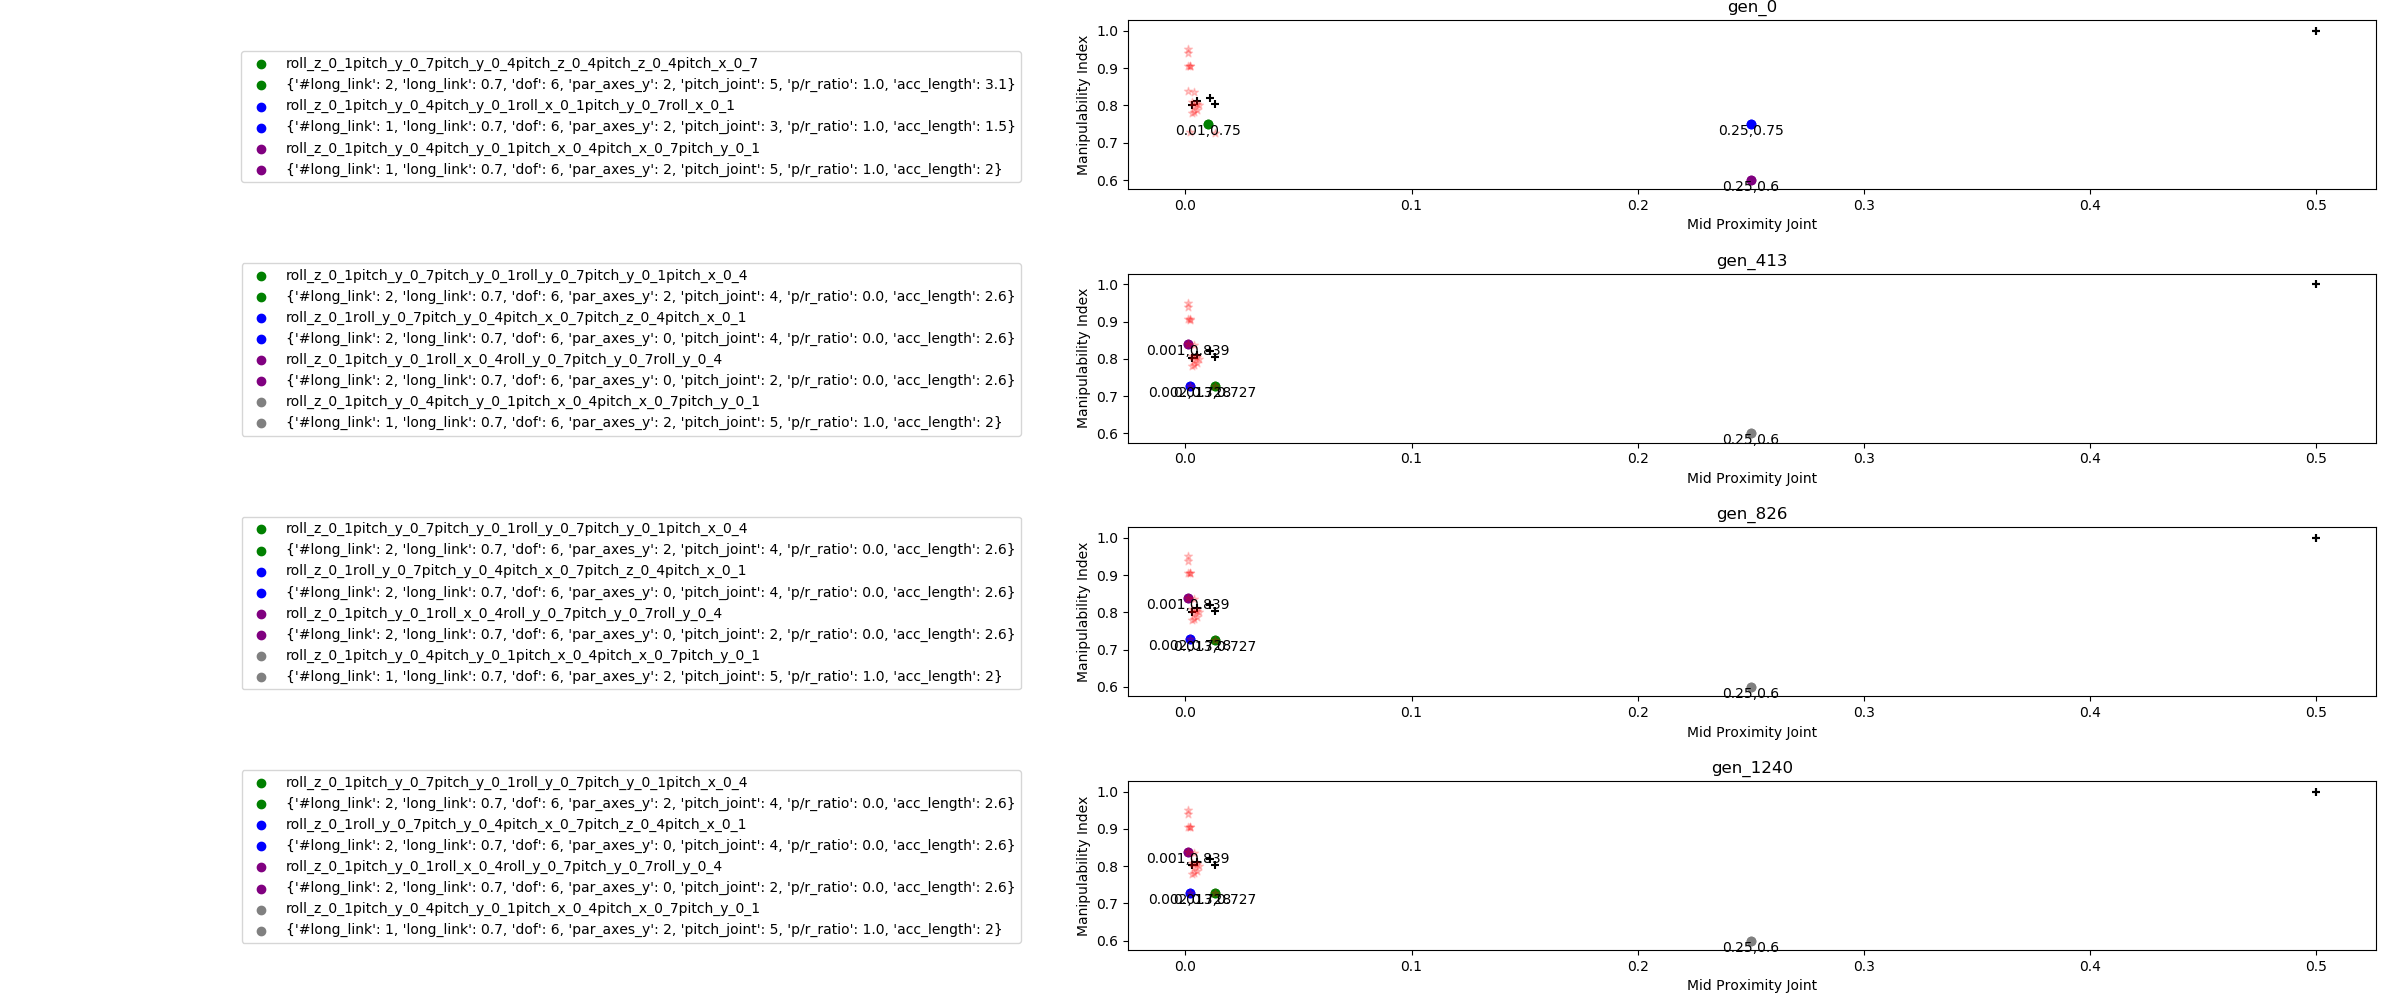 gen_0
roll_z_0_1pitch_y_0_7pitch_y_0_4pitch_z_0_4pitch_z_0_4pitch_x_0_7
{'#long_link': 2, 'long_link': 0.7, 'dof': 6, 'par_axes_y': 2, 'pitch_joint': 5, 'p/r_ratio': 1.0, 'acc_length': 3.1}
roll_z_0_1pitch_y_0_4pitch_y_0_1roll_x_0_1pitch_y_0_7roll_x_0_1
{'#long_link': 1, 'long_link': 0.7, 'dof': 6, 'par_axes_y': 2, 'pitch_joint': 3, 'p/r_ratio': 1.0, 'acc_length': 1.5}
roll_z_0_1pitch_y_0_4pitch_y_0_1pitch_x_0_4pitch_x_0_7pitch_y_0_1
{'#long_link': 1, 'long_link': 0.7, 'dof': 6, 'par_axes_y': 2, 'pitch_joint': 5, 'p/r_ratio': 1.0, 'acc_length': 2}
Manipulability Index
1.0
0.9
0.8
0.7
0.6
0.01,0.75
0.25,0.75
0.25,0.6
0.0 0.1 0.2 0.3 0.4 0.5
Mid Proximity Joint
gen_413
roll_z_0_1pitch_y_0_7pitch_y_0_1roll_y_0_7pitch_y_0_1pitch_x_0_4
{'#long_link': 2, 'long_link': 0.7, 'dof': 6, 'par_axes_y': 2, 'pitch_joint': 4, 'p/r_ratio': 0.0, 'acc_length': 2.6}
roll_z_0_1roll_y_0_7pitch_y_0_4pitch_x_0_7pitch_z_0_4pitch_x_0_1
{'#long_link': 2, 'long_link': 0.7, 'dof': 6, 'par_axes_y': 0, 'pitch_joint': 4, 'p/r_ratio': 0.0, 'acc_length': 2.6}
roll_z_0_1pitch_y_0_1roll_x_0_4roll_y_0_7pitch_y_0_7roll_y_0_4
{'#long_link': 2, 'long_link': 0.7, 'dof': 6, 'par_axes_y': 0, 'pitch_joint': 2, 'p/r_ratio': 0.0, 'acc_length': 2.6}
roll_z_0_1pitch_y_0_4pitch_y_0_1pitch_x_0_4pitch_x_0_7pitch_y_0_1
{'#long_link': 1, 'long_link': 0.7, 'dof': 6, 'par_axes_y': 2, 'pitch_joint': 5, 'p/r_ratio': 1.0, 'acc_length': 2}
Manipulability Index
1.0
0.9
0.8
0.7
0.6
0.001,0.839
0.25,0.6
0.0 0.1 0.2 0.3 0.4 0.5
Mid Proximity Joint
gen_826
roll_z_0_1pitch_y_0_7pitch_y_0_1roll_y_0_7pitch_y_0_1pitch_x_0_4
{'#long_link': 2, 'long_link': 0.7, 'dof': 6, 'par_axes_y': 2, 'pitch_joint': 4, 'p/r_ratio': 0.0, 'acc_length': 2.6}
roll_z_0_1roll_y_0_7pitch_y_0_4pitch_x_0_7pitch_z_0_4pitch_x_0_1
{'#long_link': 2, 'long_link': 0.7, 'dof': 6, 'par_axes_y': 0, 'pitch_joint': 4, 'p/r_ratio': 0.0, 'acc_length': 2.6}
roll_z_0_1pitch_y_0_1roll_x_0_4roll_y_0_7pitch_y_0_7roll_y_0_4
{'#long_link': 2, 'long_link': 0.7, 'dof': 6, 'par_axes_y': 0, 'pitch_joint': 2, 'p/r_ratio': 0.0, 'acc_length': 2.6}
roll_z_0_1pitch_y_0_4pitch_y_0_1pitch_x_0_4pitch_x_0_7pitch_y_0_1
{'#long_link': 1, 'long_link': 0.7, 'dof': 6, 'par_axes_y': 2, 'pitch_joint': 5, 'p/r_ratio': 1.0, 'acc_length': 2}
Manipulability Index
1.0
0.9
0.8
0.7
0.6
0.001,0.839
0.25,0.6
0.0 0.1 0.2 0.3 0.4 0.5
Mid Proximity Joint
gen_1240
roll_z_0_1pitch_y_0_7pitch_y_0_1roll_y_0_7pitch_y_0_1pitch_x_0_4
{'#long_link': 2, 'long_link': 0.7, 'dof': 6, 'par_axes_y': 2, 'pitch_joint': 4, 'p/r_ratio': 0.0, 'acc_length': 2.6}
roll_z_0_1roll_y_0_7pitch_y_0_4pitch_x_0_7pitch_z_0_4pitch_x_0_1
{'#long_link': 2, 'long_link': 0.7, 'dof': 6, 'par_axes_y': 0, 'pitch_joint': 4, 'p/r_ratio': 0.0, 'acc_length': 2.6}
roll_z_0_1pitch_y_0_1roll_x_0_4roll_y_0_7pitch_y_0_7roll_y_0_4
{'#long_link': 2, 'long_link': 0.7, 'dof': 6, 'par_axes_y': 0, 'pitch_joint': 2, 'p/r_ratio': 0.0, 'acc_length': 2.6}
roll_z_0_1pitch_y_0_4pitch_y_0_1pitch_x_0_4pitch_x_0_7pitch_y_0_1
{'#long_link': 1, 'long_link': 0.7, 'dof': 6, 'par_axes_y': 2, 'pitch_joint': 5, 'p/r_ratio': 1.0, 'acc_length': 2}
Manipulability Index
1.0
0.9
0.8
0.7
0.6
0.001,0.839
0.25,0.6
0.0 0.1 0.2 0.3 0.4 0.5
Mid Proximity Joint